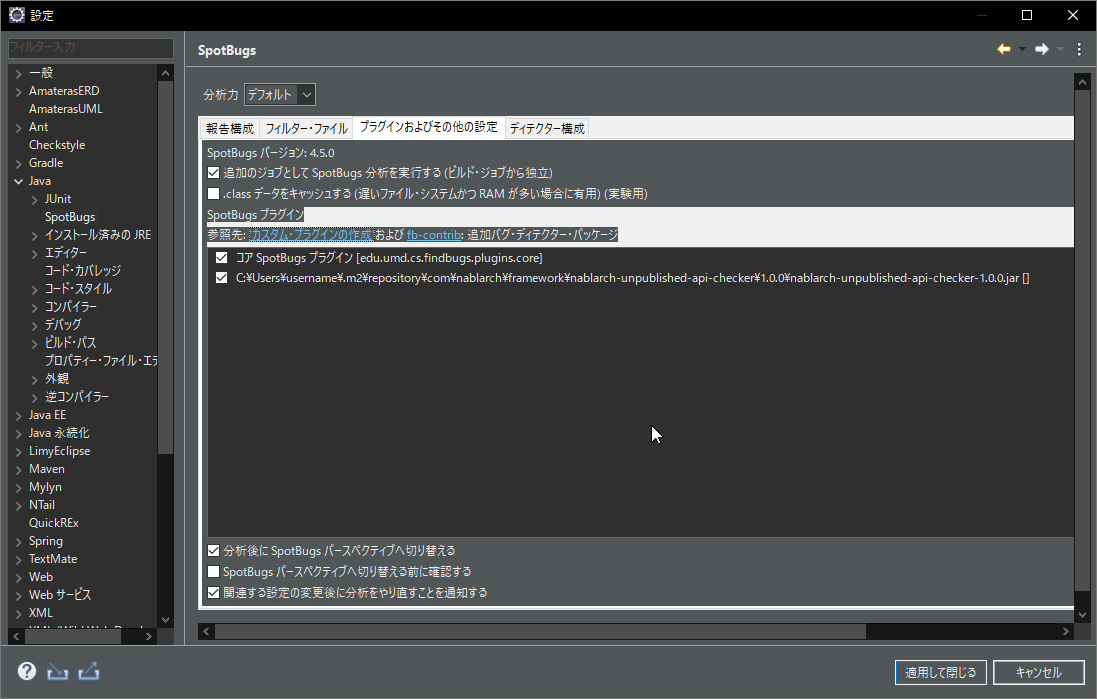 設定
フィルター入力
一般
AmaterasERD
AmaterasUML
Ant
Checkstyle
Gradle
Java
JUnit
SpotBugs
インストール済みの JRE
エディター
コード・カバレッジ
コード・スタイル
コンパイラー
デバッグ
ビルド・パス
プロパティー・ファイル・エデ
外観
逆コンパイラー
Java EE
Java 永続化
LimyEclipse
Maven
Mylyn
NTail
QuickREx
Spring
TextMate
Web
Web サービス
XML
SpotBugs
分析力 デフォルト
報告構成 フィルター・ファイル プラグインおよびその他の設定 ディテクター構成
SpotBugs バージョン: 4.5.0
追加のジョブとして SpotBugs 分析を実行する (ビルド・ジョブから独立)
.class データをキャッシュする (遅いファイル・システムかつ RAM が多い場合に有用) (実験用)
SpotBugs プラグイン
参照先: カスタム・プラグインの作成 および fb-contrib: 追加バグ・ディテクター・パッケージ
コア SpotBugs プラグイン [edu.umd.cs.findbugs.plugins.core]
C:¥Users¥username¥.m2¥repository¥com¥nablarch¥framework¥nablarch-unpublished-api-checker¥1.0.0¥nablarch-unpublished-api-checker-1.0.0.jar []
分析後に SpotBugs パースペクティブへ切り替える
SpotBugs パースペクティブへ切り替える前に確認する
関連する設定の変更後に分析をやり直すことを通知する
適用して閉じる
キャンセル